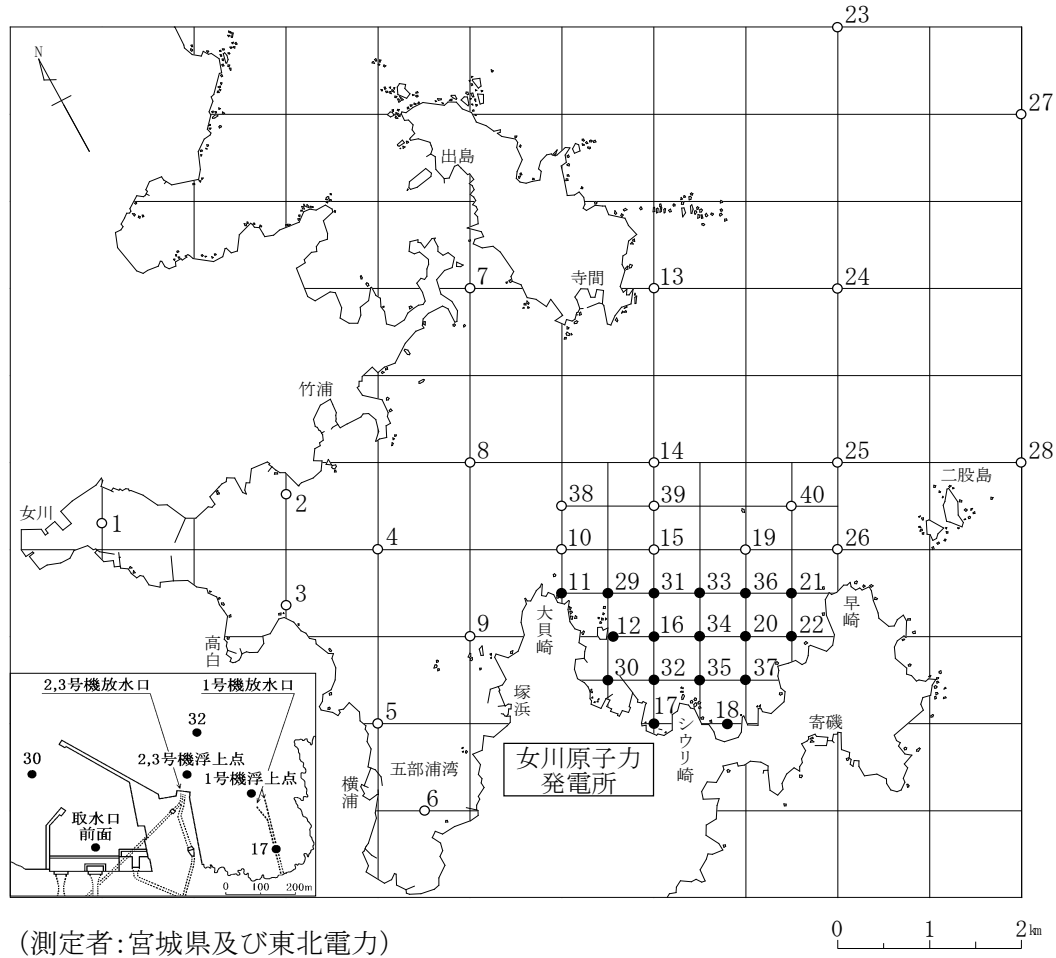 23
N
27
出島
寺間
7
13
24
竹浦
8
14
25
28
二股島
女川
1
2
38
39
40
4
10
15
19
26
3
11
29
31
33
36
21
高白
9
大貝崎
12
16
34
20
22
早崎
30
32
35
37
塚浜
5
17
シウリ崎
18
寄磯
横浦
五部浦湾
6
女川原子力
発電所
2,3号機放水口
1号機放水口
32
30
2,3号機浮上点
1号機浮上点
取水口
前面
17
0 100 200m
(測定者:宮城県及び東北電力)
0 1 2km